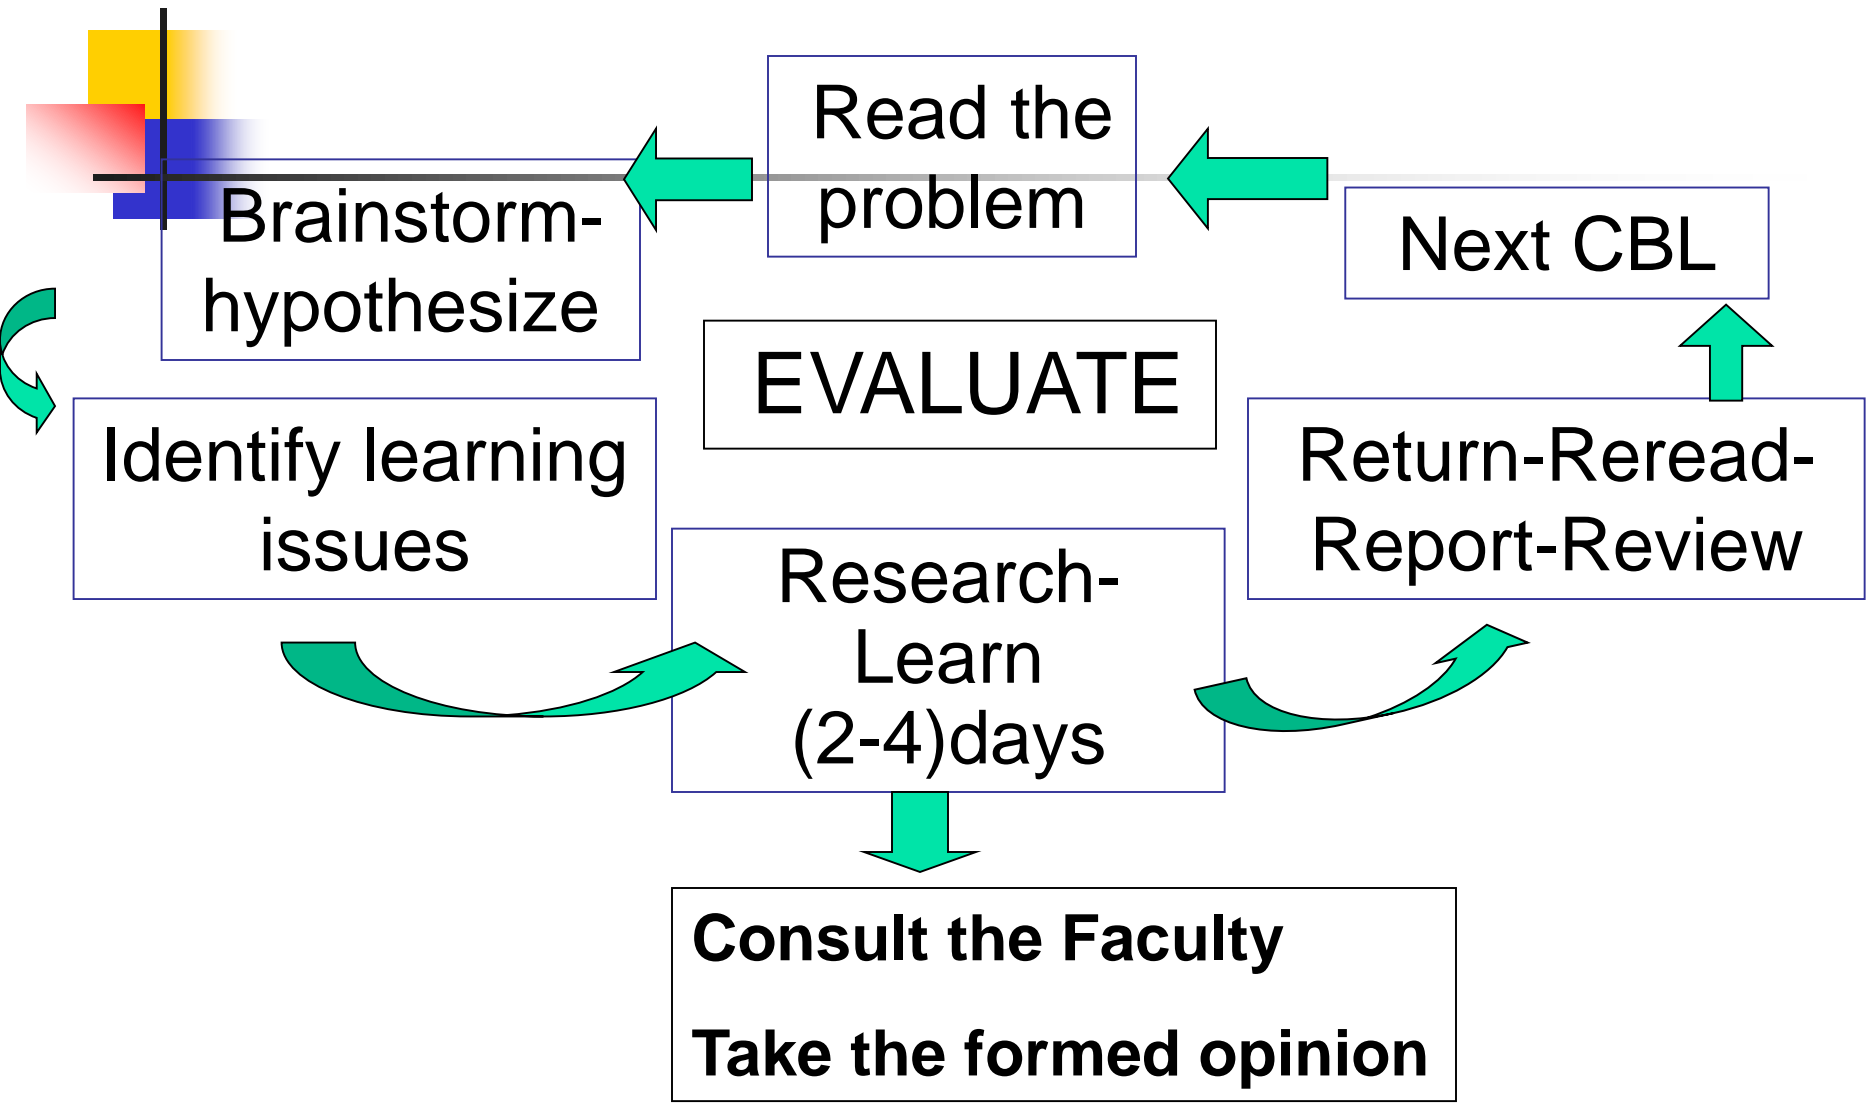 Read the
problem
Brainstorm-
hypothesize
Next CBL
EVALUATE
Identify learning
issues
Return-Reread-
Report-Review
Research-
Learn
(2-4)days
Consult the Faculty
Take the formed opinion